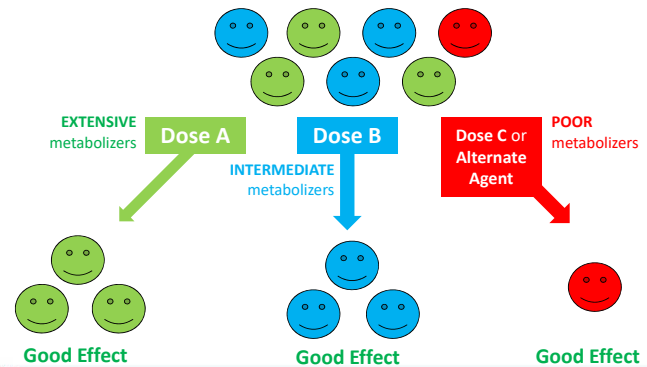 EXTENSIVE
metabolizers
Dose A
Dose B
INTERMEDIATE
metabolizers
Dose C or
Alternate
Agent
POOR
metabolizers
Good Effect
Good Effect
Good Effect